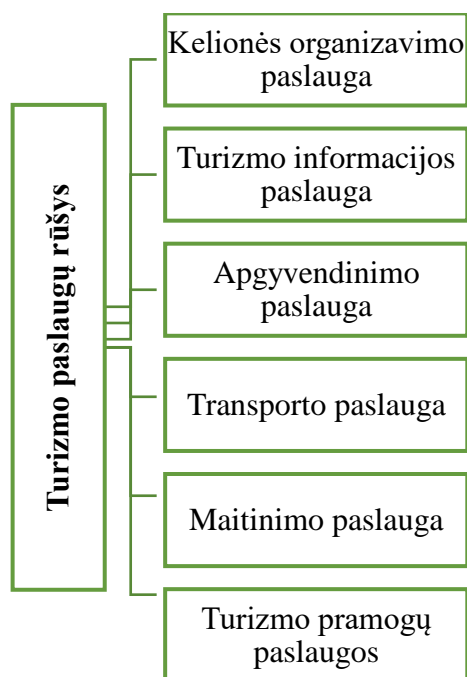 Turizmo paslaugų rūšys
Kelionės organizavimo
paslauga
Turizmo informacijos
paslauga
Apgyvendinimo
paslauga
Transporto paslauga
Maitinimo paslauga
Turizmo pramogų
paslaugos